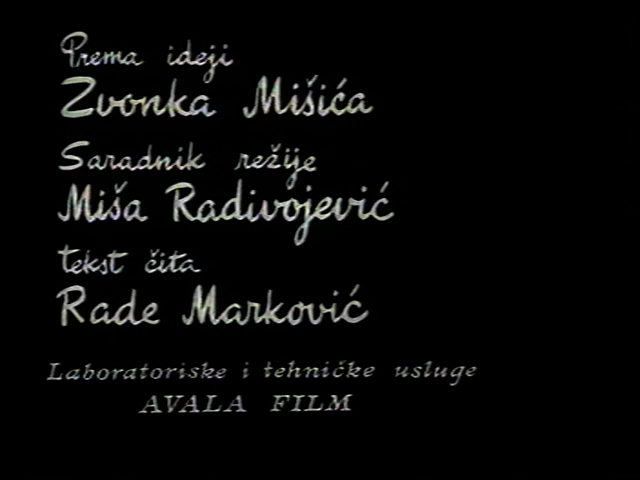 Prema ideji
Zvonka Mišića
Saradnik režije
Miša Radivojević
tekst čita
Rade Marković
Laboratoriske i tehničke usluge
AVALA FILM